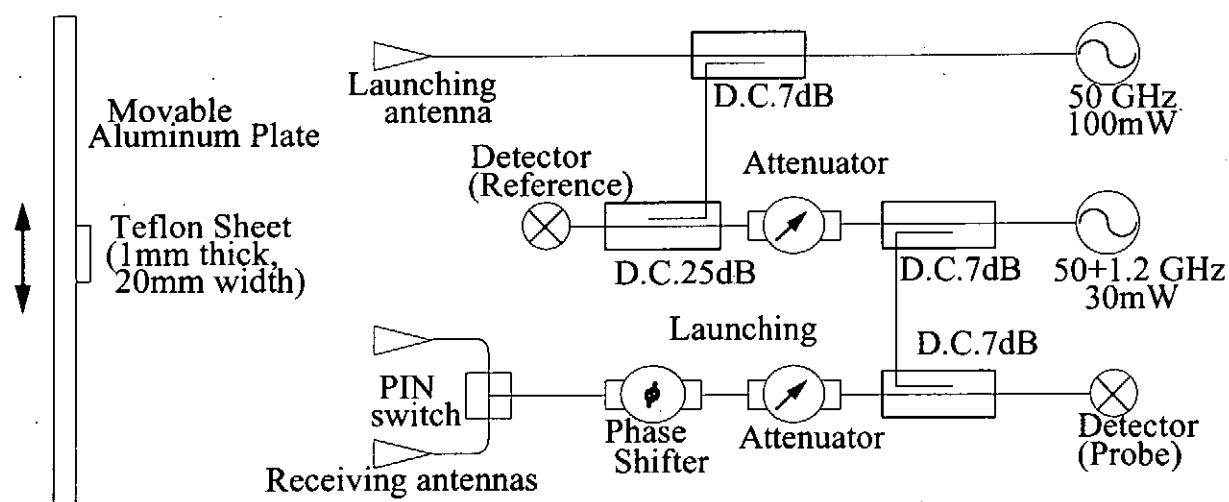 Launching
antenna
D.C.7dB
50 GHz
100mW
Movable
Aluminum Plate
Detector
(Reference)
Attenuator
Teflon Sheet
(1mm thick,
20mm width)
D.C.25dB
D.C.7dB
50+1.2 GHz
30mW
Launching
D.C.7dB
PIN
switch
ϕ
Phase
Shifter
Attenuator
Detector
(Probe)
Receiving antennas